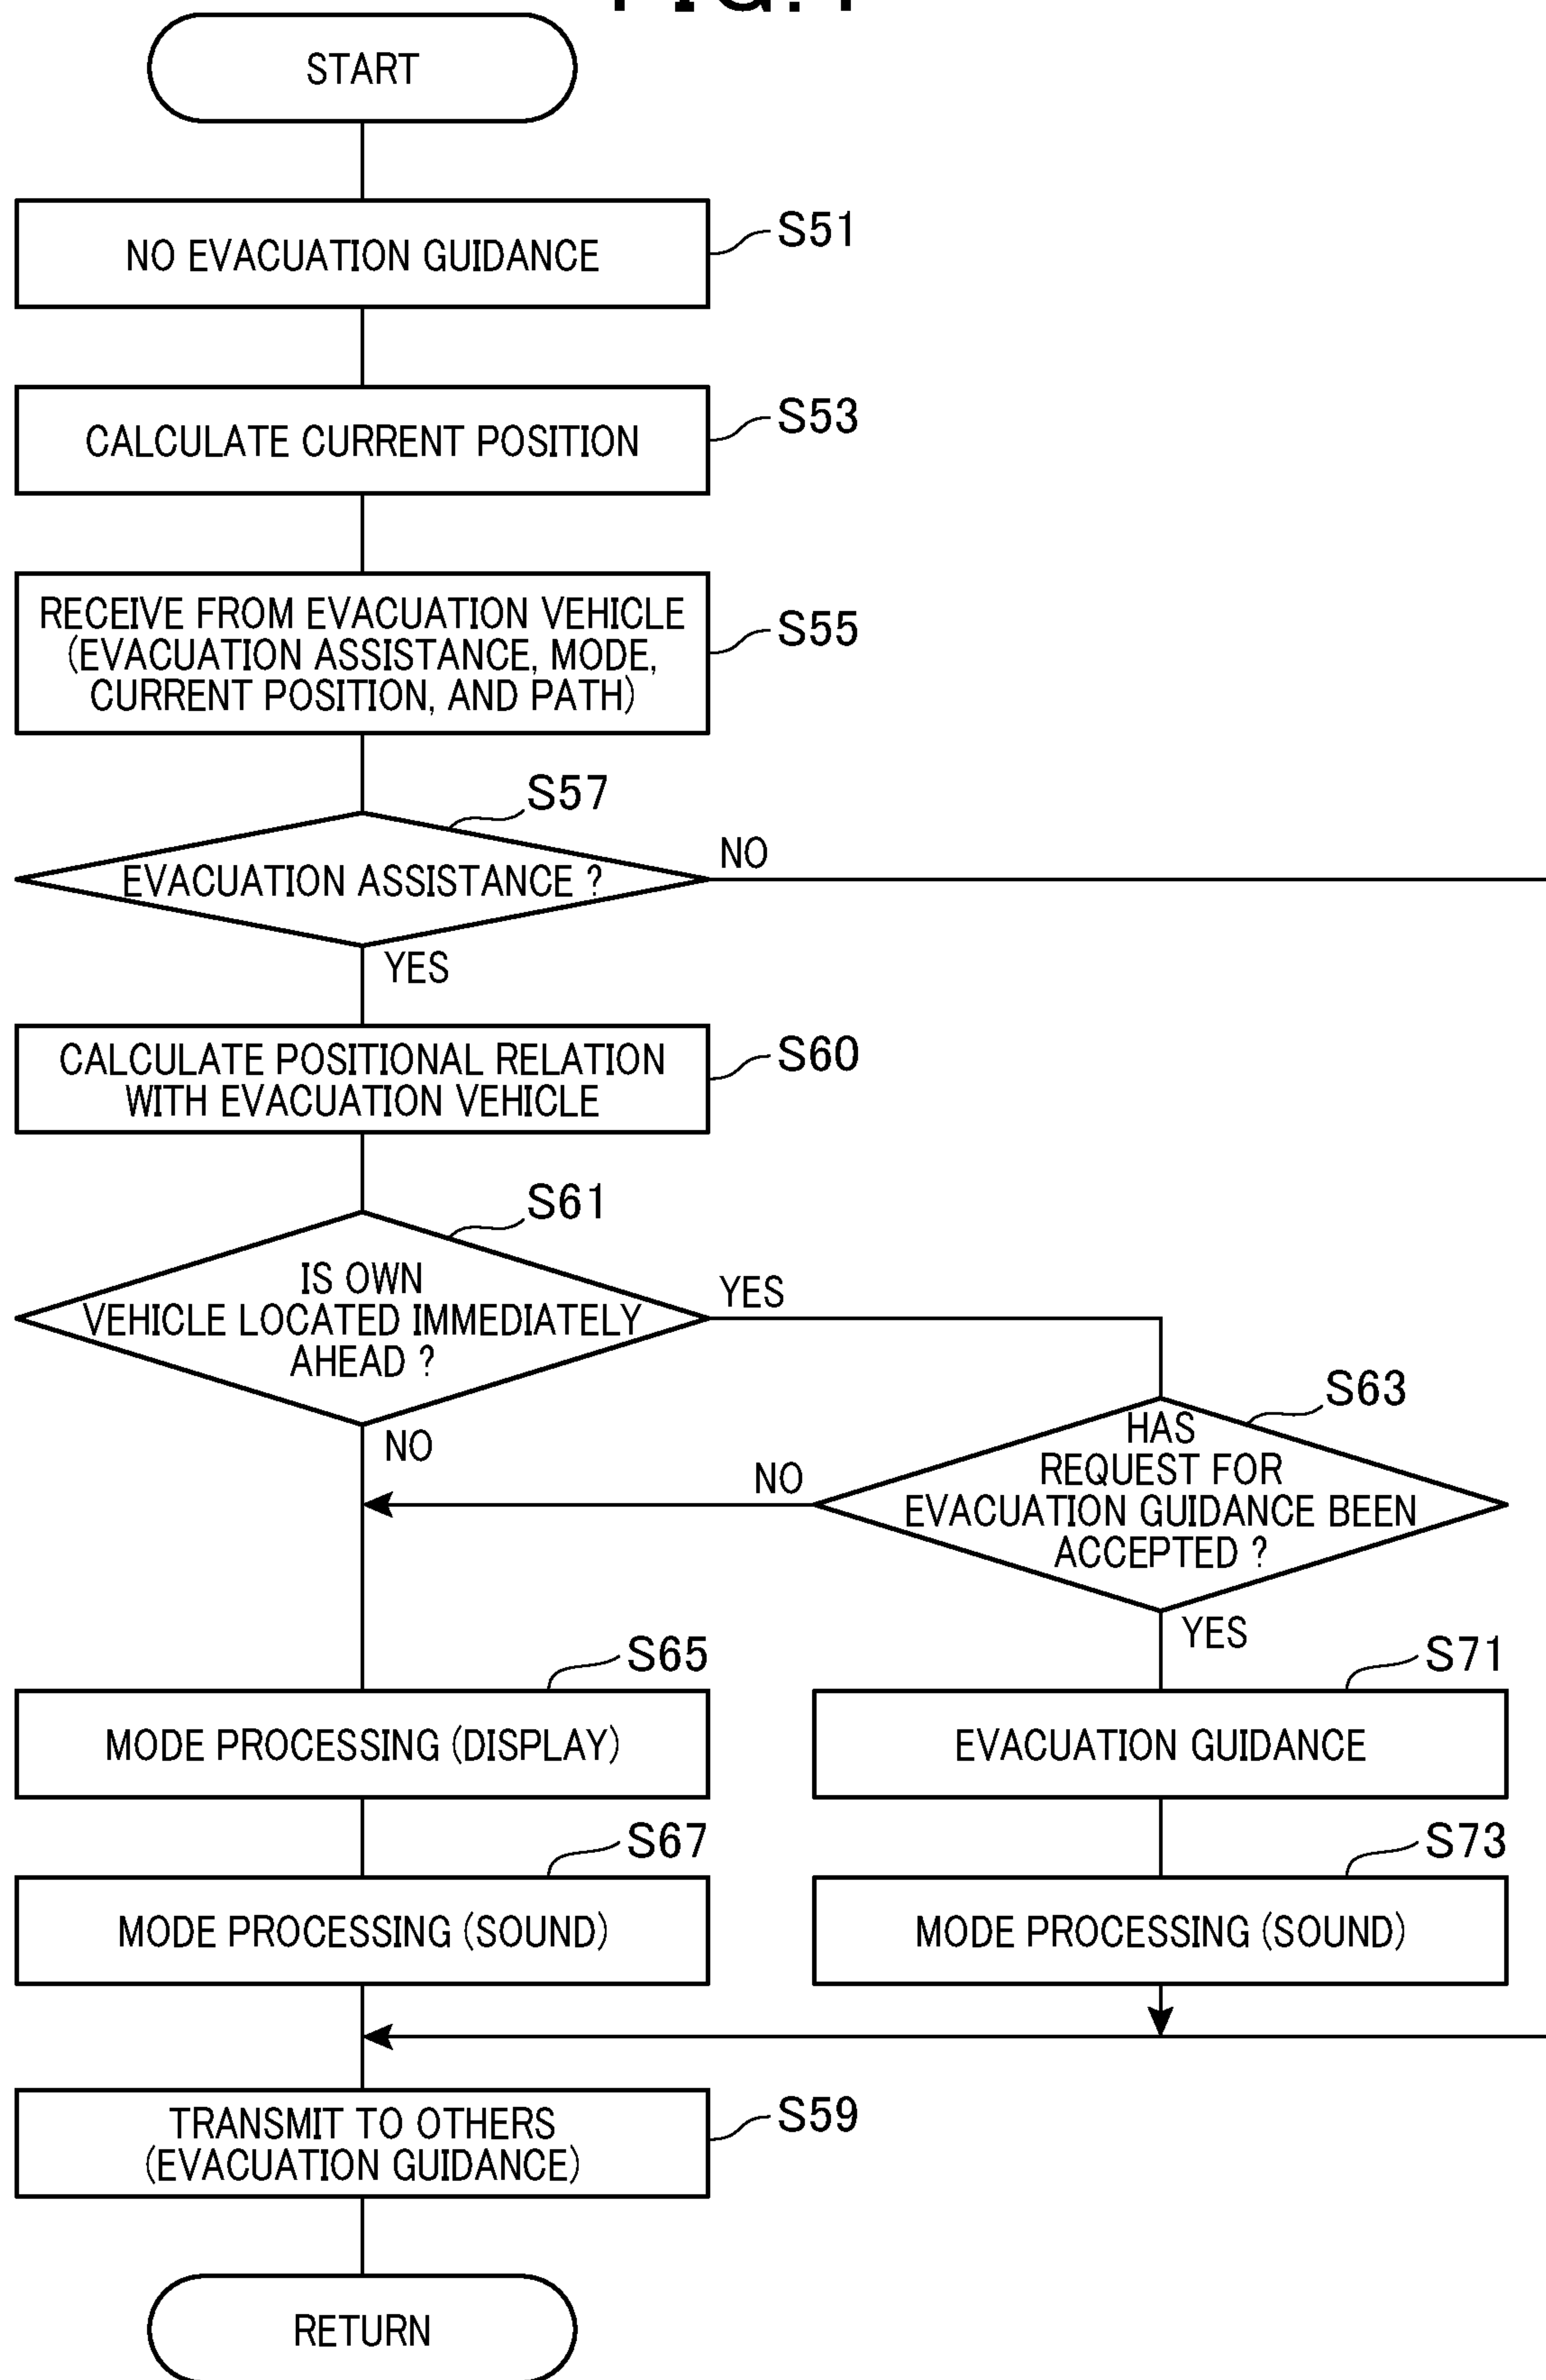 START
NO EVACUATION GUIDANCE
S51
CALCULATE CURRENT POSITION
S53
RECEIVE FROM EVACUATION VEHICLE
(EVACUATION ASSISTANCE, MODE,
CURRENT POSITION, AND PATH)
S55
S57
EVACUATION ASSISTANCE ?
NO
YES
CALCULATE POSITIONAL RELATION
WITH EVACUATION VEHICLE
S60
S61
IS OWN
VEHICLE LOCATED IMMEDIATELY
AHEAD ?
YES
NO
S63
HAS
REQUEST FOR
EVACUATION GUIDANCE BEEN
ACCEPTED ?
NO
YES
S65
MODE PROCESSING (DISPLAY)
S71
EVACUATION GUIDANCE
S67
MODE PROCESSING (SOUND)
S73
MODE PROCESSING (SOUND)
TRANSMIT TO OTHERS
(EVACUATION GUIDANCE)
S59
RETURN